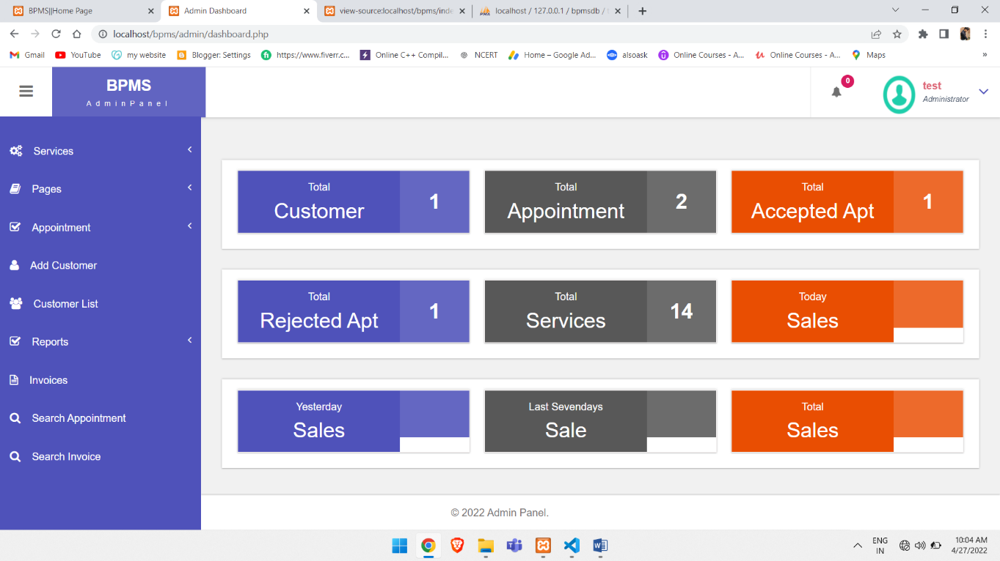 BPMS||Home Page
Admin Dashboard
view-source:localhost/bpms/inde
localhost / 127.0.0.1 / bpmsdb /
localhost/bpms/admin/dashboard.php
Gmail
YouTube
my website
Blogger: Settings
https://www.fiverr.c...
Online C++ Compil...
NCERT
Home – Google Ad...
alsoask
Online Courses - A...
Online Courses - A...
Maps
»
BPMS
AdminPanel
0
test
Administrator
Services
Pages
Appointment
Add Customer
Customer List
Reports
Invoices
Search Appointment
Search Invoice
Total
Customer
1
Total
Appointment
2
Total
Accepted Apt
1
Total
Rejected Apt
1
Total
Services
14
Today
Sales
Yesterday
Sales
Last Sevendays
Sale
Total
Sales
© 2022 Admin Panel.
ENG
IN
10:04 AM
4/27/2022